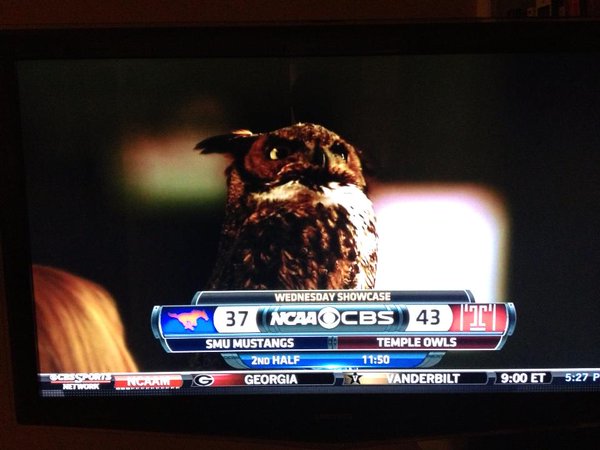 WEDNESDAY SHOWCASE
37 NCAA CBS 43 T
SMU MUSTANGS TEMPLE OWLS
2ND HALF 11:50
CBS SPORTS NETWORK NCAAM G GEORGIA V VANDERBILT 9:00 ET 5:27 P